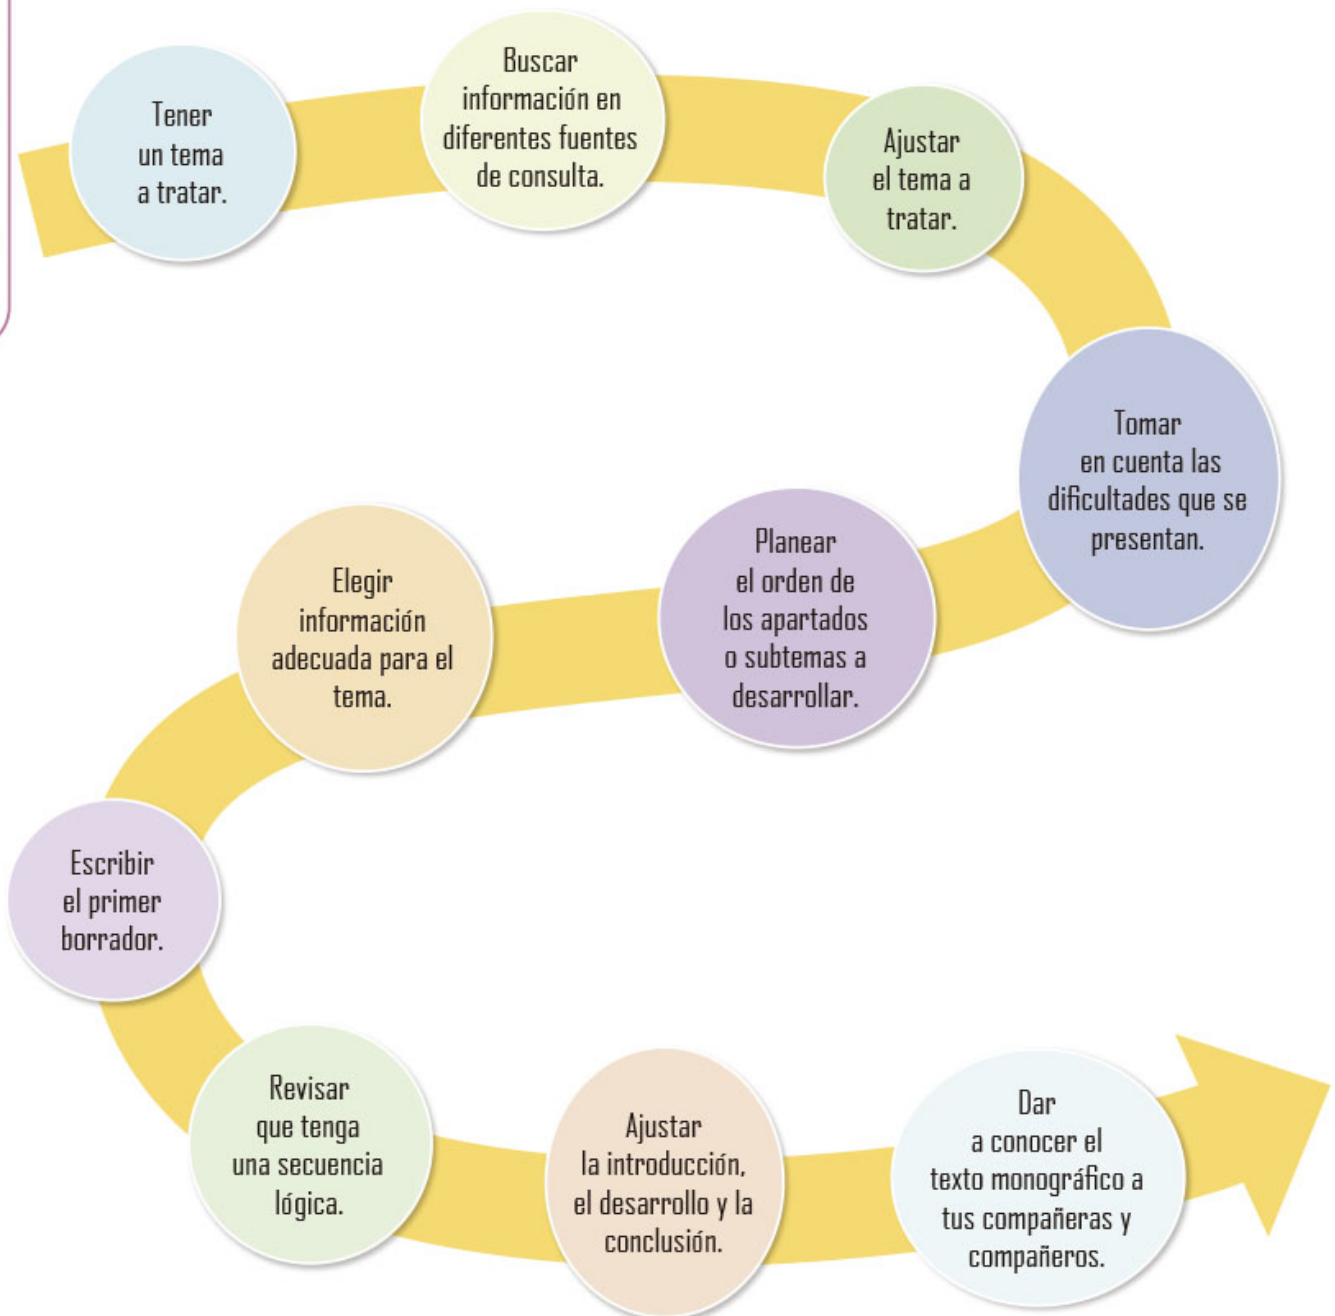 Tener
un tema
a tratar.
Buscar
información en
diferentes fuentes
de consulta.
Ajustar
el tema a
tratar.
Tomar
en cuenta las
dificultades que se
presentan.
Planear
el orden de
los apartados
o subtemas a
desarrollar.
Elegir
información
adecuada para el
tema.
Escribir
el primer
borrador.
Revisar
que tenga
una secuencia
lógica.
Ajustar
la introducción,
el desarrollo y la
conclusión.
Dar
a conocer el
texto monográfico a
tus compañeras y
compañeros.